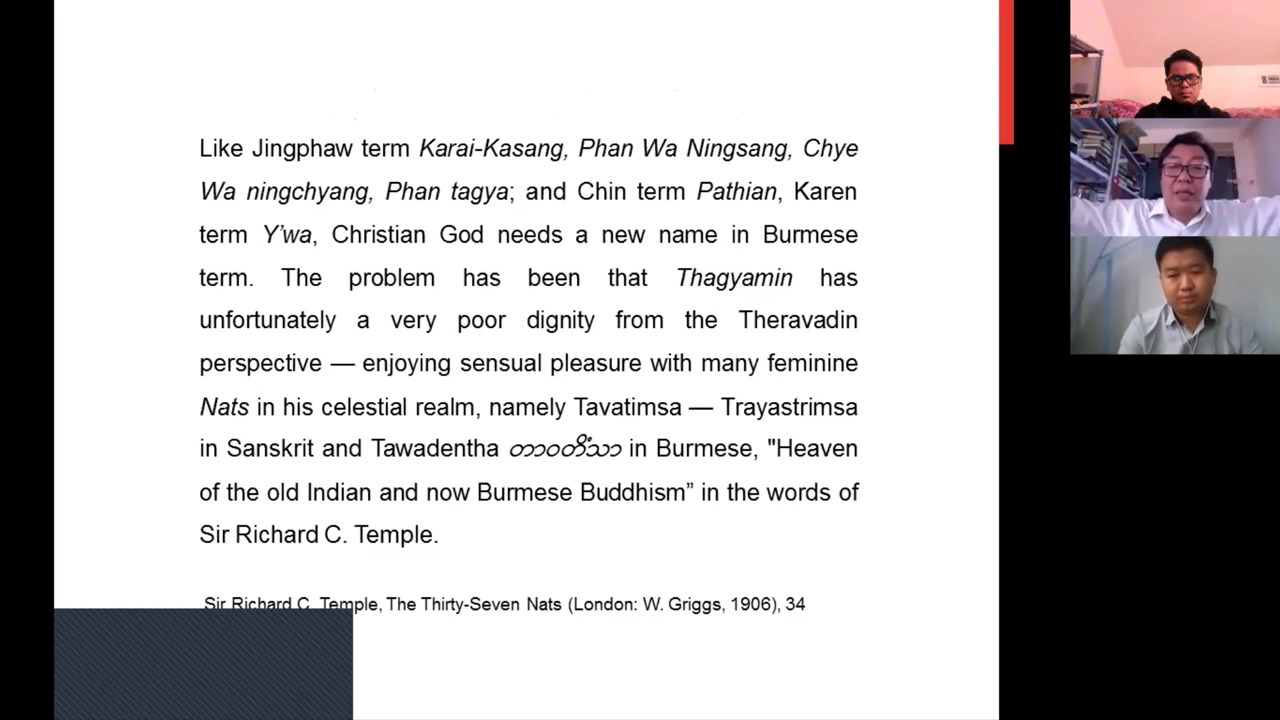 Like Jingphaw term Karai-Kasang, Phan Wa Ningsang, Chye
Wa ningchyang, Phan tagya; and Chin term Pathian, Karen
term Y’wa, Christian God needs a new name in Burmese
term. The problem has been that Thagyamin has
unfortunately a very poor dignity from the Theravadin
perspective — enjoying sensual pleasure with many feminine
Nats in his celestial realm, namely Tavatimsa — Trayastrimsa
in Sanskrit and Tawadentha တာဝတိံသာ in Burmese, "Heaven
of the old Indian and now Burmese Buddhism” in the words of
Sir Richard C. Temple.
Sir Richard C. Temple, The Thirty-Seven Nats (London: W. Griggs, 1906), 34